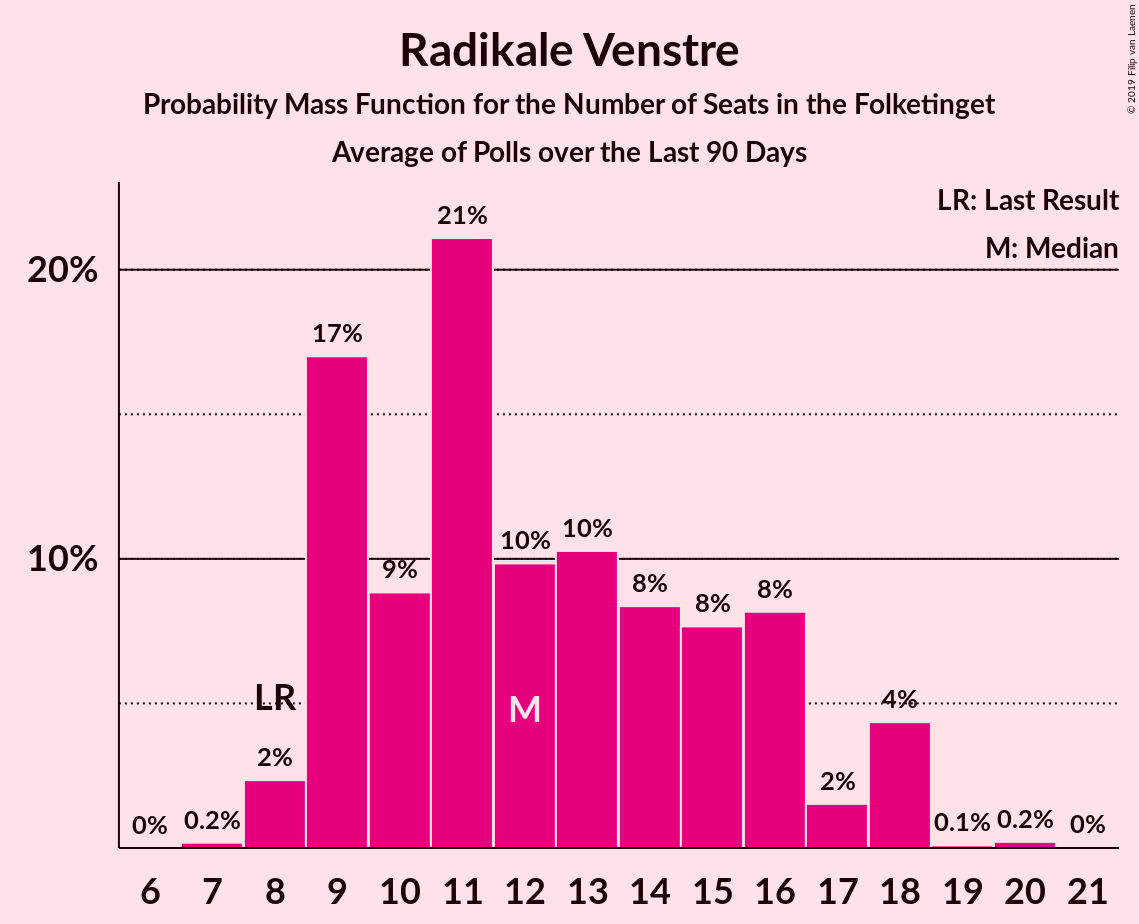 Radikale Venstre
Probability Mass Function for the Number of Seats in the Folketinget
Average of Polls over the Last 90 Days
© 2019 Filip van Laenen
LR: Last Result
M: Median
20%
10%
0%
0.2%
2%
LR
17%
9%
21%
10%
M
10%
8%
8%
8%
2%
4%
0.1%
0.2%
0%
6 7 8 9 10 11 12 13 14 15 16 17 18 19 20 21